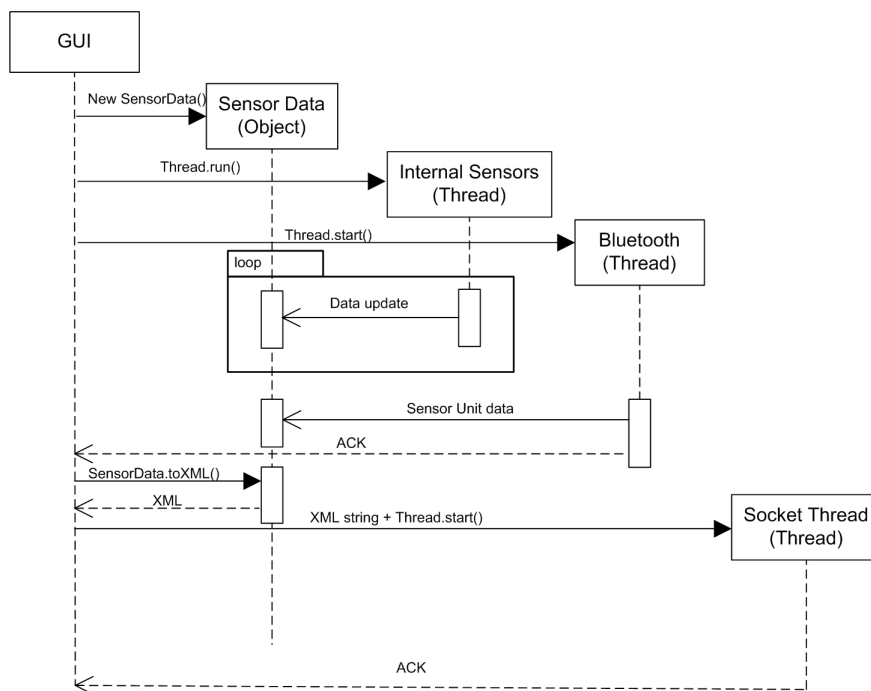 GUI
New SensorData()
Sensor Data
(Object)
Thread.run()
Internal Sensors
(Thread)
Thread.start()
Bluetooth
(Thread)
loop
Data update
Sensor Unit data
ACK
SensorData.toXML()
XML
XML string + Thread.start()
Socket Thread
(Thread)
ACK